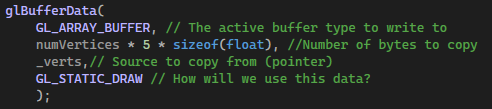 glBufferData(
GL_ARRAY_BUFFER, // The active buffer type to write to
numVertices * 5 * sizeof(float), //Number of bytes to copy
_verts,// Source to copy from (pointer)
GL_STATIC_DRAW // How will we use this data?
);